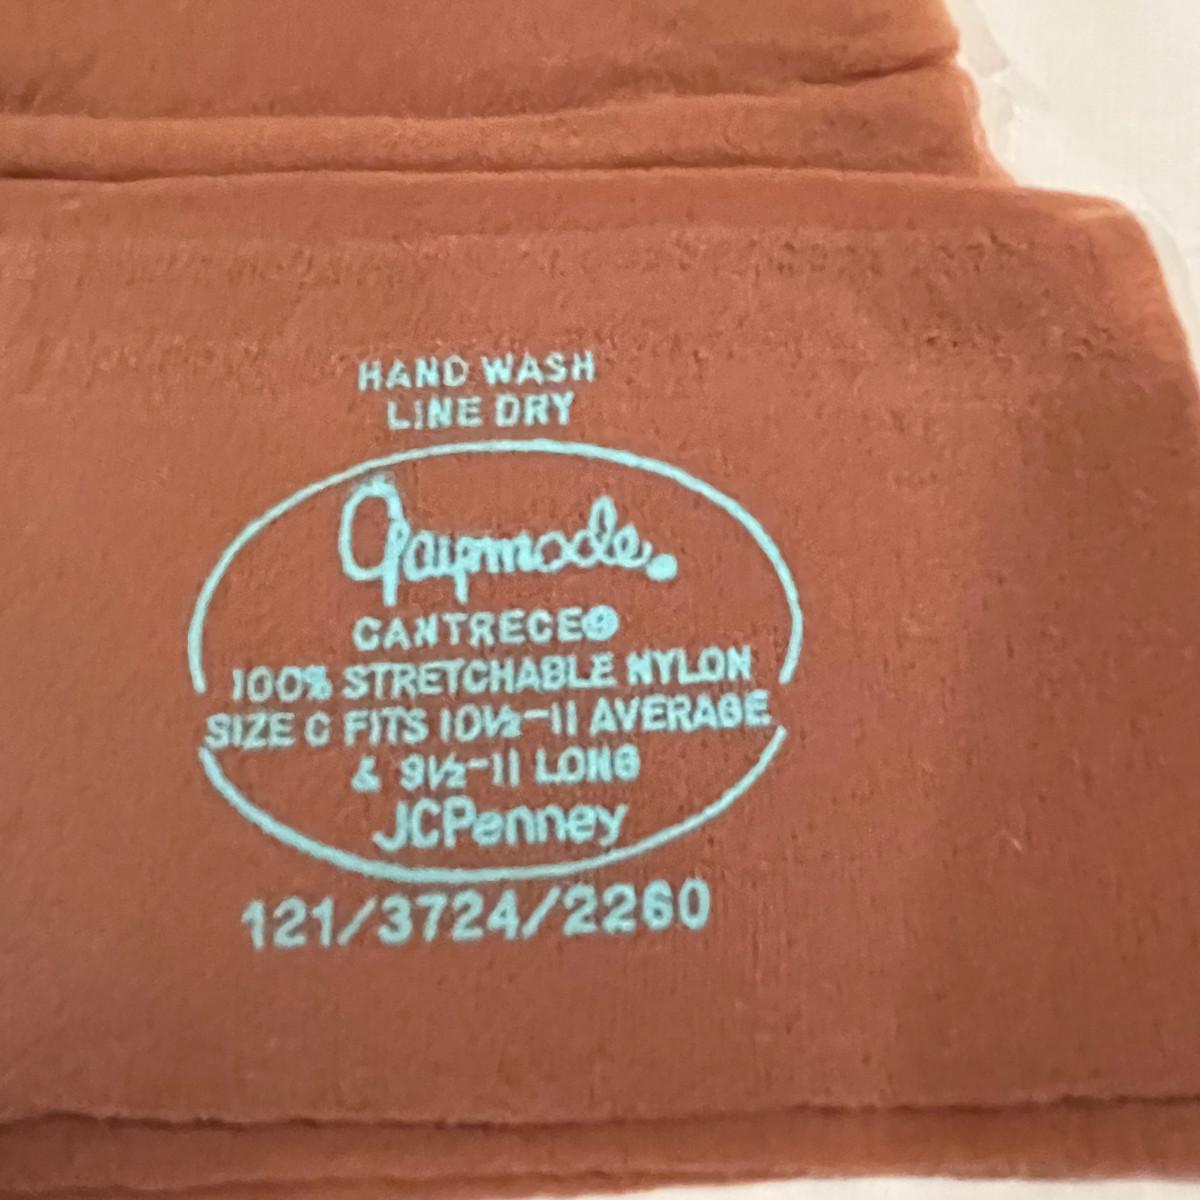 HAND WASH
LINE DRY
Gaymode®
CANTRECE®
100% STRETCHABLE NYLON
SIZE C FITS 10½-11 AVERAGE
& 9½-11 LONG
JCPenney
121/3724/2260